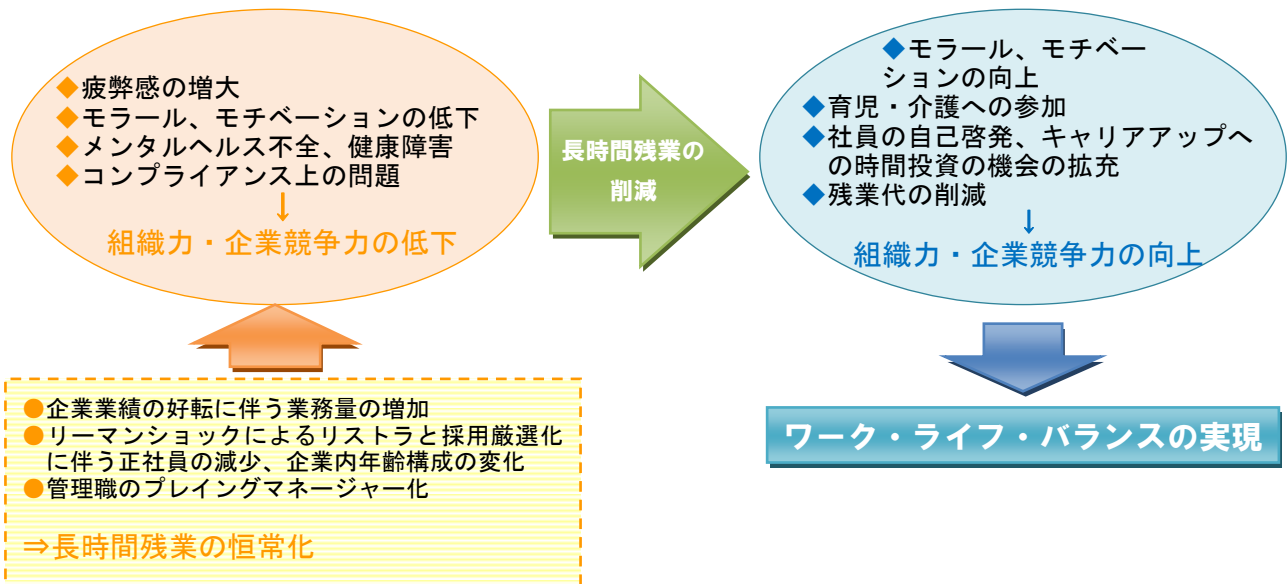 ◆疲弊感の増大
◆モラール、モチベーションの低下
◆メンタルヘルス不全、健康障害
◆コンプライアンス上の問題
↓
組織力・企業競争力の低下
長時間残業の
削減
◆モラール、モチベー
ションの向上
◆育児・介護への参加
◆社員の自己啓発、キャリアアップへ
の時間投資の機会の拡充
◆残業代の削減
↓
組織力・企業競争力の向上
●企業業績の好転に伴う業務量の増加
●リーマンショックによるリストラと採用厳選化
に伴う正社員の減少、企業内年齢構成の変化
●管理職のプレイングマネージャー化
⇒長時間残業の恒常化
ワーク・ライフ・バランスの実現